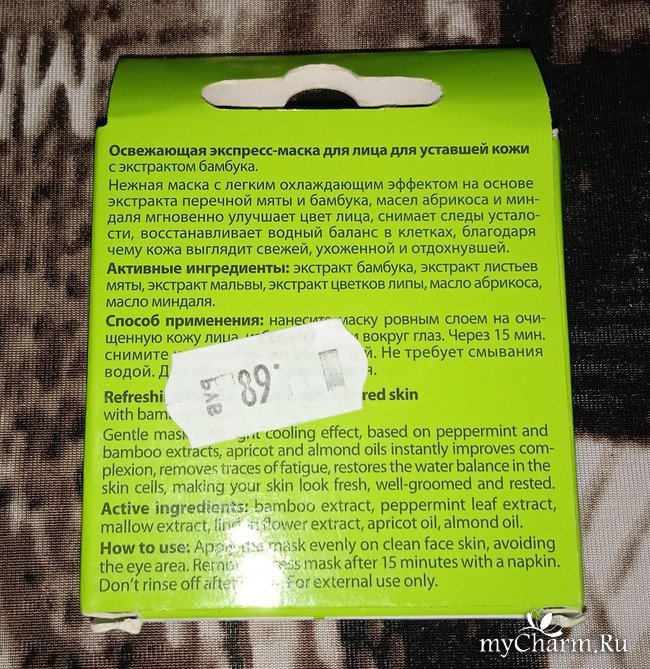 Освежающая экспресс-маска для лица для уставшей кожи
с экстрактом бамбука.
Нежная маска с легким охлаждающим эффектом на основе
экстракта перечной мяты и бамбука, масел абрикоса и мин-
даля мгновенно улучшает цвет лица, снимает следы устало-
сти, восстанавливает водный баланс в клетках, благодаря
чему кожа выглядит свежей, ухоженной и отдохнувшей.
Активные ингредиенты: экстракт бамбука, экстракт листьев
мяты, экстракт мальвы, экстракт цветков липы, масло абрикоса,
масло миндаля.
Способ применения: нанесите маску ровным слоем на очи-
щенную кожу лица, вокруг глаз. Через 15 мин.
снимите Не требует смывания
водой.
89
Refreshing skin
with
Gentle mask cooling effect, based on peppermint and
bamboo extracts, apricot and almond oils instantly improves com-
plexion, removes traces of fatigue, restores the water balance in the
skin cells, making your skin look fresh, well-groomed and rested.
Active ingredients: bamboo extract, peppermint leaf extract,
mallow extract, linden flower extract, apricot oil, almond oil.
How to use: Apply the mask evenly on clean face skin, avoiding
the eye area. Remove mask after 15 minutes with a napkin.
Don't rinse off after For external use only.
myCharm.Ru